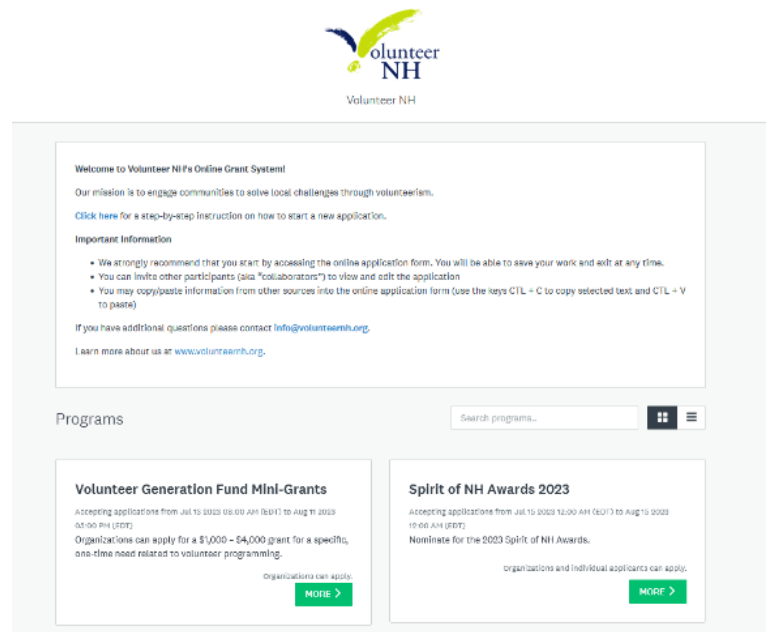 Volunteer
NH
Volunteer NH
Welcome to Volunteer NH's Online Grant System!
Our mission is to engage communities to solve local challenges through volunteerism.
Click here for a step-by-step instruction on how to start a new application.
Important Information
• We strongly recommend that you start by accessing the online application form. You will be able to save your work and exit at any time.
• You can invite other participants (aka "collaborators") to view and edit the application
• You may copy/paste information from other sources into the online application form (use the keys CTL + C to copy selected text and CTL + V
to paste)
If you have additional questions please contact info@volunteernh.org.
Learn more about us at www.volunteernh.org.
Programs
Search programs...
Volunteer Generation Fund Mini-Grants
Accepting applications from Jul 13 2023 08:00 AM (EDT) to Aug 11 2023
05:00 PM (EDT)
Organizations can apply for a $1,000 – $4,000 grant for a specific,
one-time need related to volunteer programming.
Organizations can apply.
MORE >
Spirit of NH Awards 2023
Accepting applications from Jul 15 2023 12:00 AM (EDT) to Aug 15 2023
12:00 AM (EDT)
Nominate for the 2023 Spirit of NH Awards.
Organizations and individual applicants can apply.
MORE >